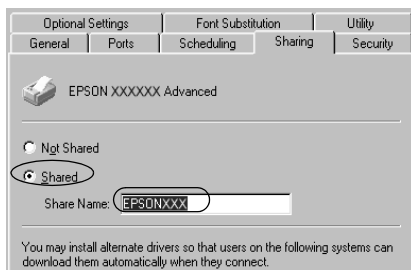 Optional Settings Font Substitution Utility
General Ports Scheduling Sharing Security
EPSON XXXXXX Advanced
Not Shared
Shared
Share Name: EPSONXXX
You may install alternate drivers so that users on the following systems can
download them automatically when they connect.